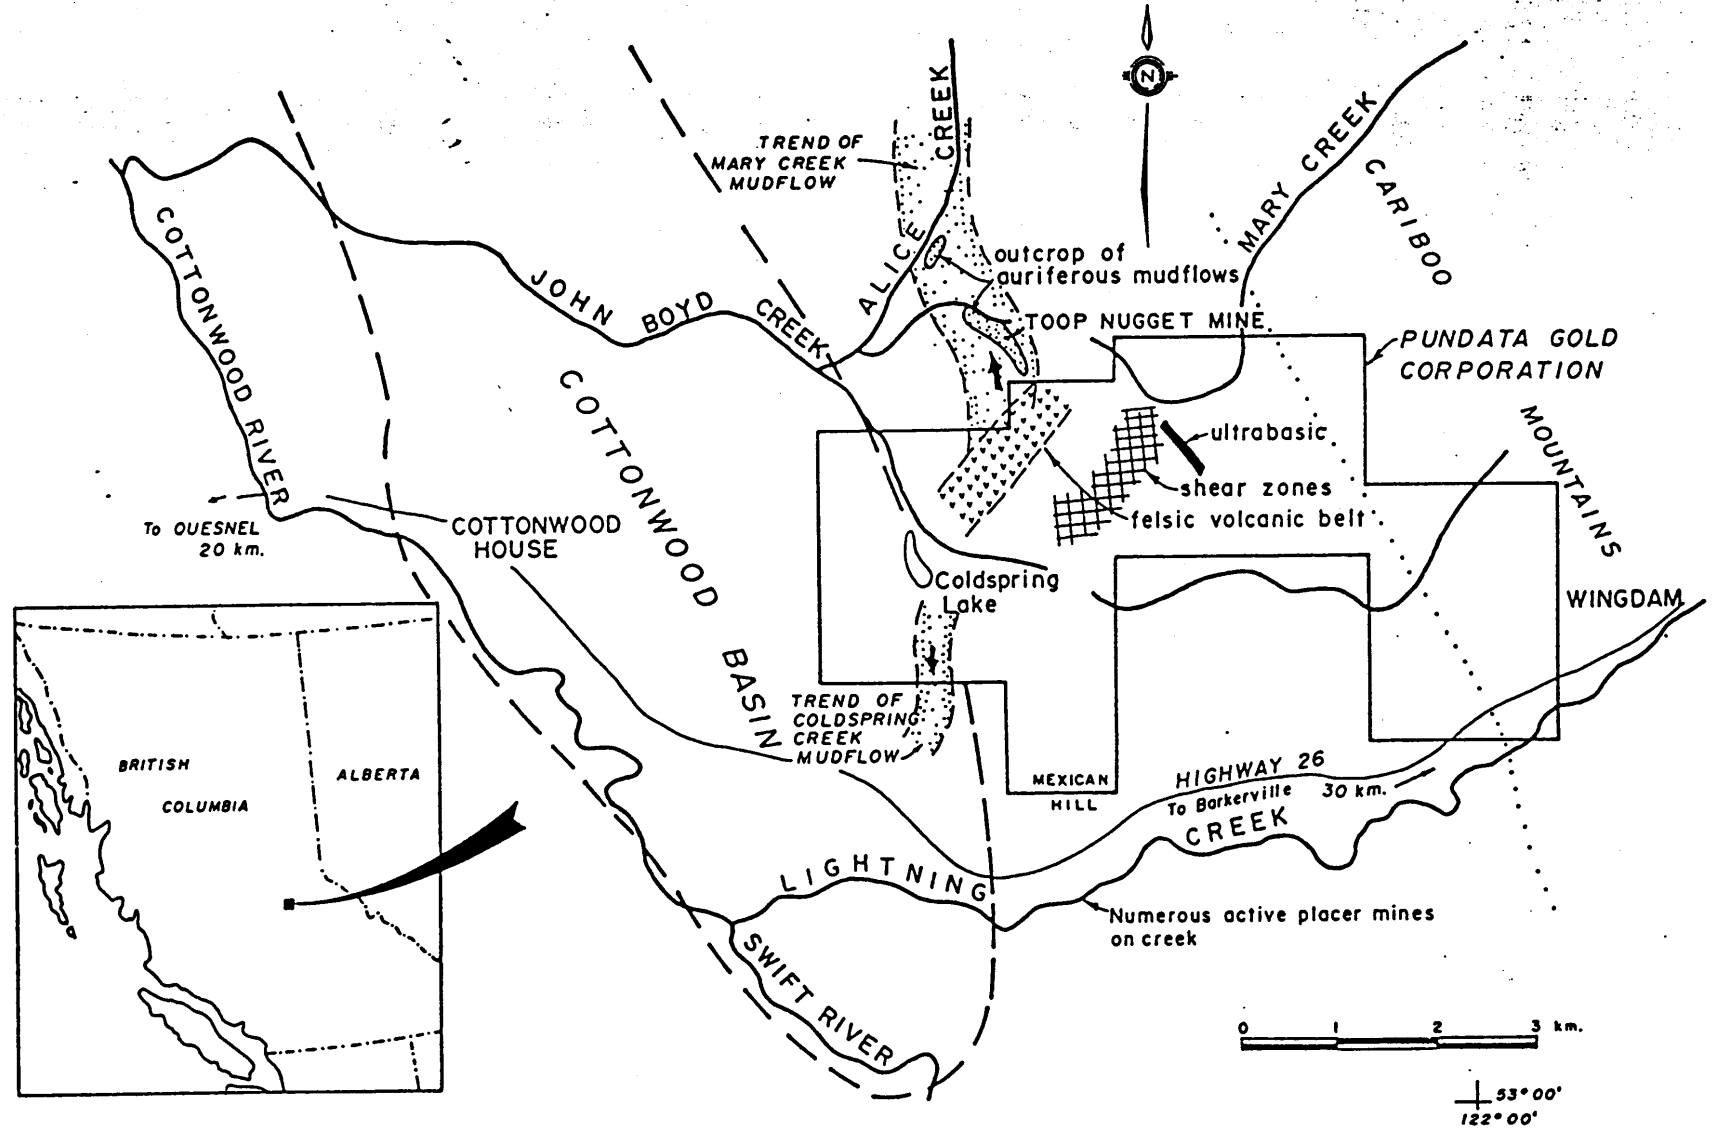 CREEK
N
TREND OF
MARY CREEK
MUDFLOW
MARY CREEK
CARIBOO
COTTONWOOD RIVER
ALICE
outcrop of
auriferous mudflows
JOHN BOYD CREEK
TOOP NUGGET MINE
PUNDATA GOLD
CORPORATION
COTTONWOOD BASIN
MOUNTAINS
ultrabasic
shear zones
felsic volcanic belt
To QUESNEL
20 km.
COTTONWOOD
HOUSE
Coldspring
Lake
WINGDAM
TREND OF
COLDSPRING
CREEK
MUDFLOW
BRITISH
COLUMBIA
ALBERTA
MEXICAN
HILL
HIGHWAY 26
To Barkerville 30 km.
LIGHTNING CREEK
Numerous active placer mines
on creek
SWIFT RIVER
0 1 2 3 km.
53°00'
122°00'